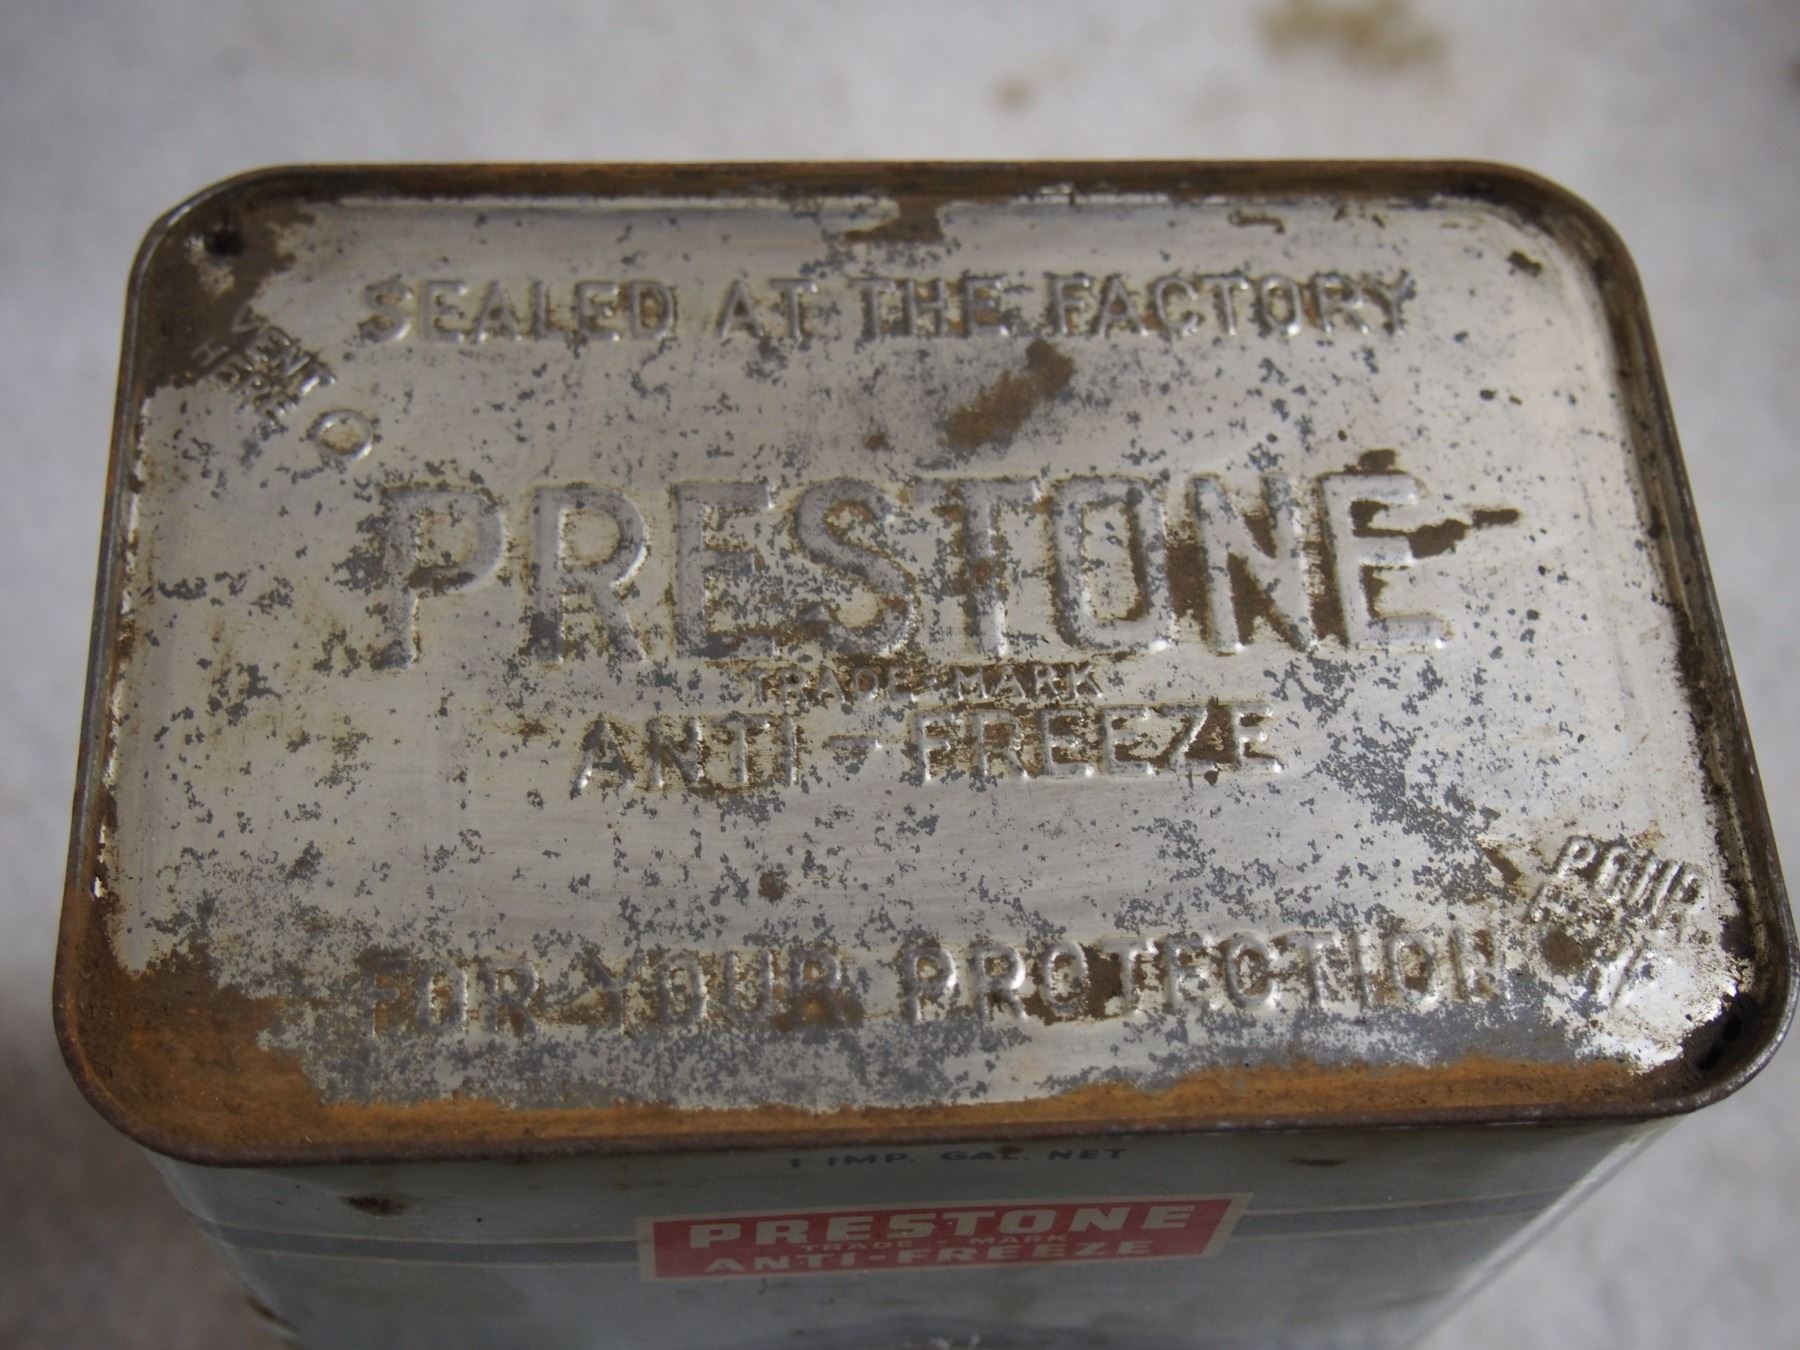 SEALED AT THE FACTORY
VENT
HERE
PRESTONE
TRADE-MARK
ANTI-FREEZE
POUR
FOR YOUR PROTECTION
1 IMP. GAL. NET
PRESTONE
TRADE-MARK
ANTI-FREEZE